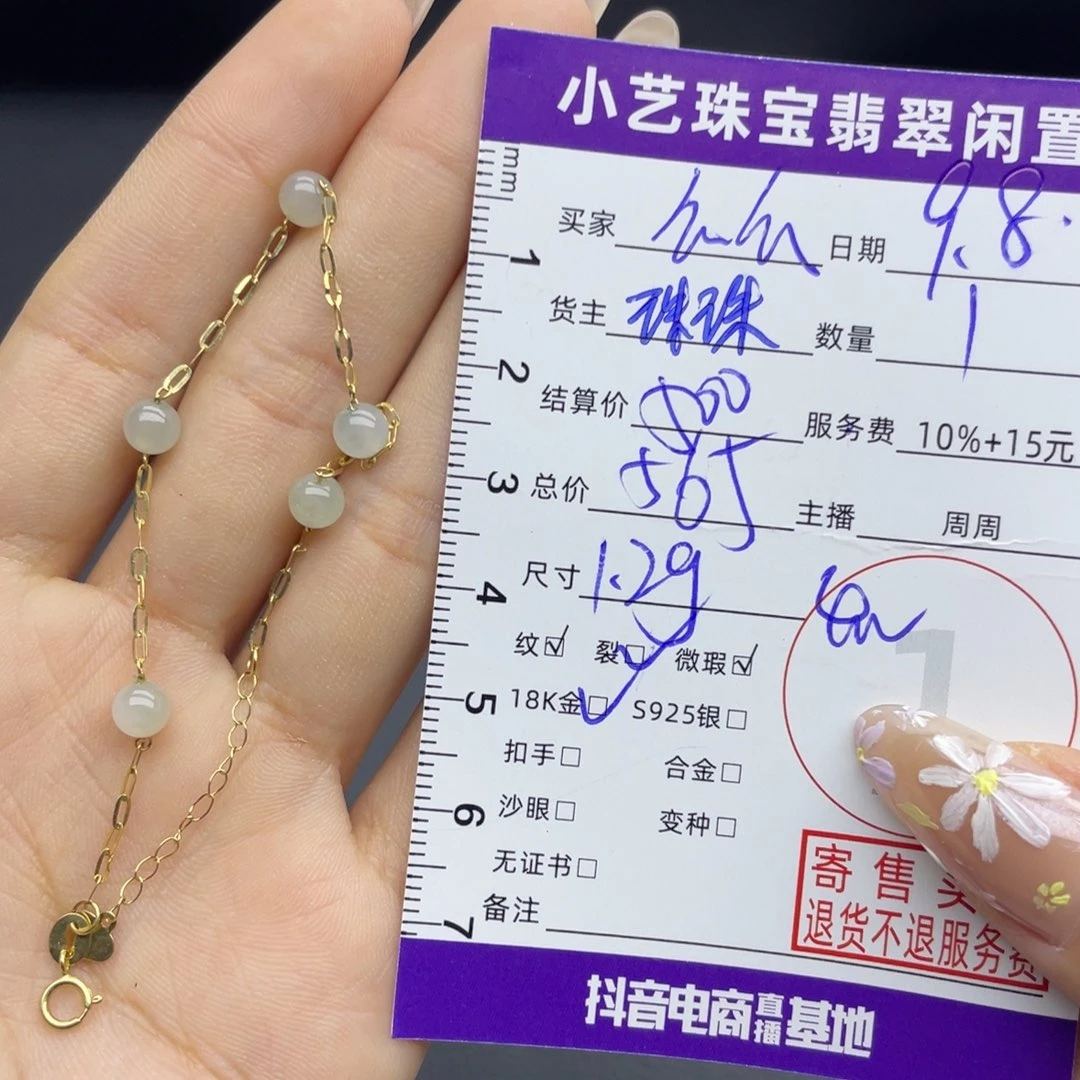 小艺珠宝翡翠闲置
买家 日期 9.8.
货主 珠珠 数量 1
结算价 500 服务费 10%+15元
总价 565 主播 周周
尺寸 1.29
纹☑ 裂☑ 微瑕☑
18K金☑ S925银□
扣手□ 合金□
沙眼□ 变种□
无证书□
备注
寄售
退货不退服务费
抖音电商直播基地
mm
1
2
3
4
5
6
7
1